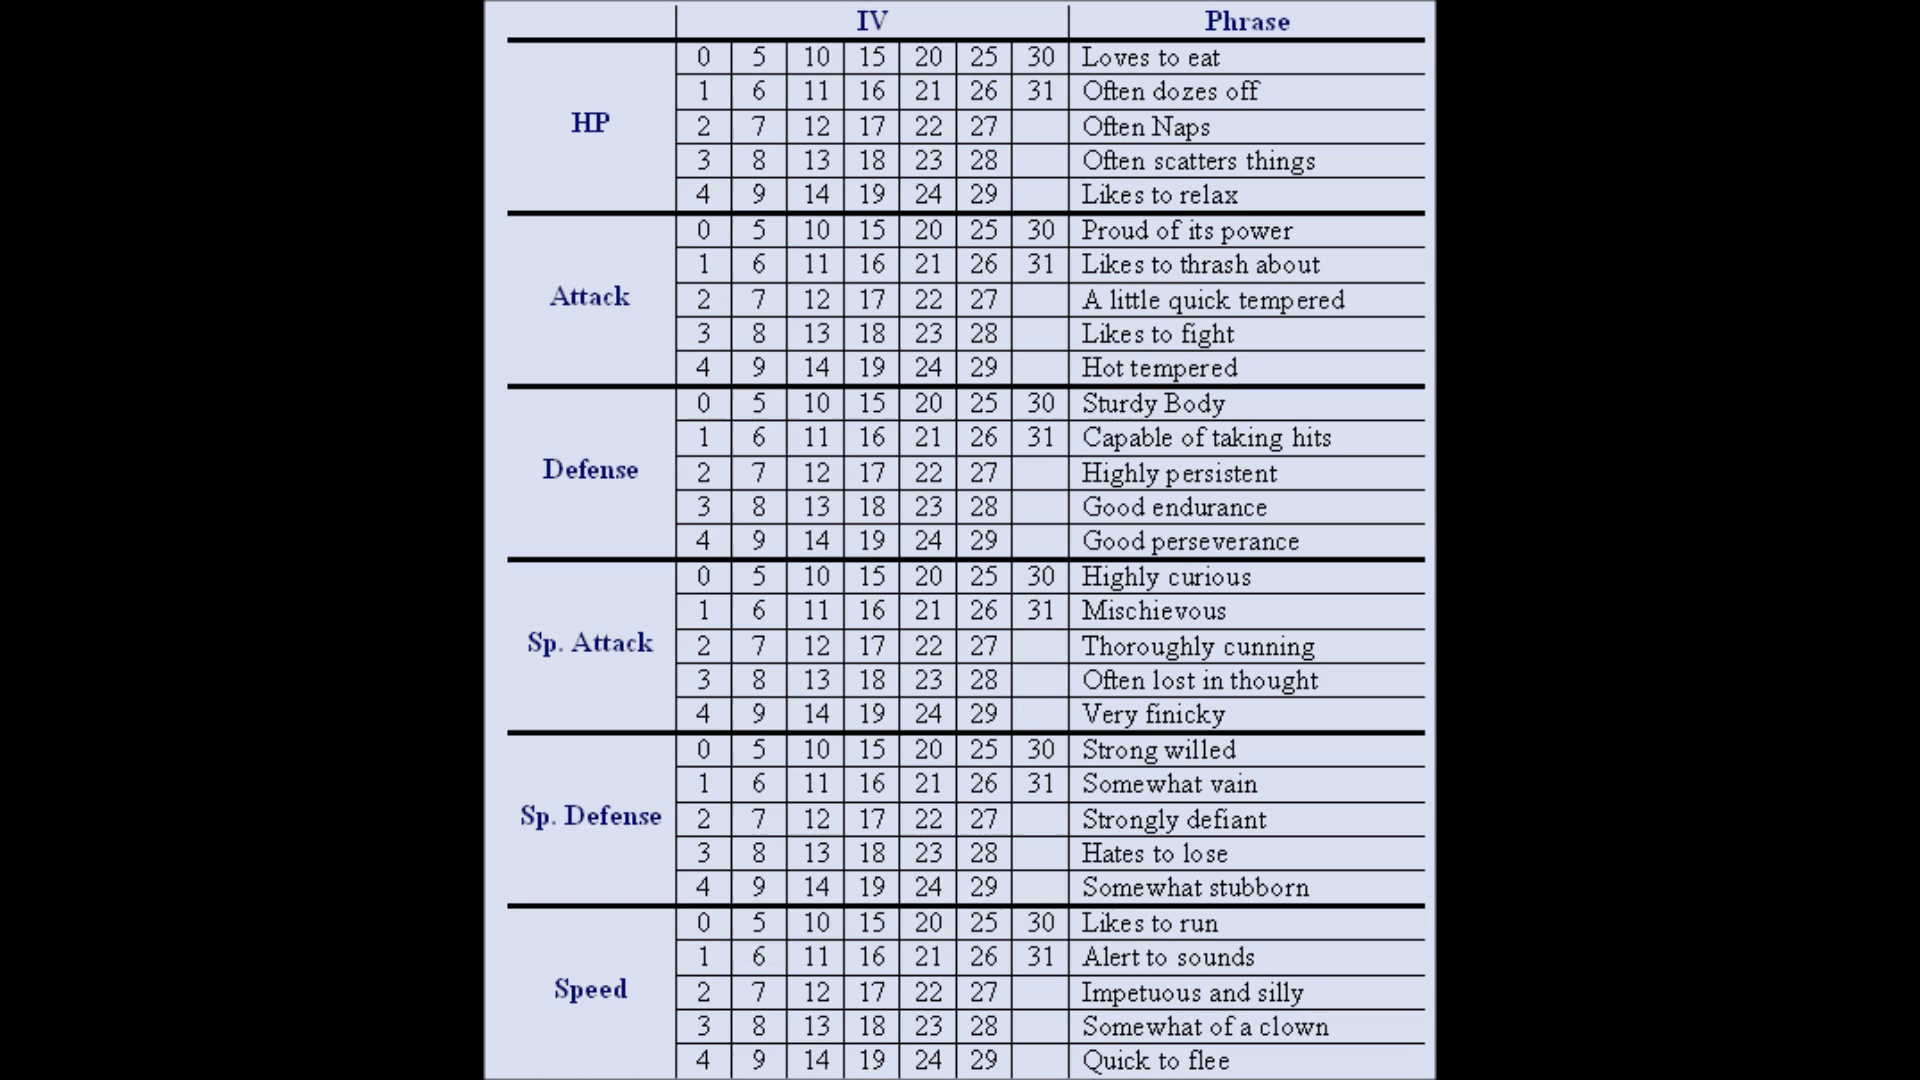 IV Phrase
0 5 10 15 20 25 30 Loves to eat
1 6 11 16 21 26 31 Often dozes off
HP
2 7 12 17 22 27 Often Naps
3 8 13 18 23 28 Often scatters things
4 9 14 19 24 29 Likes to relax
0 5 10 15 20 25 30 Proud of its power
1 6 11 16 21 26 31 Likes to thrash about
Attack
2 7 12 17 22 27 A little quick tempered
3 8 13 18 23 28 Likes to fight
4 9 14 19 24 29 Hot tempered
0 5 10 15 20 25 30 Sturdy Body
1 6 11 16 21 26 31 Capable of taking hits
Defense
2 7 12 17 22 27 Highly persistent
3 8 13 18 23 28 Good endurance
4 9 14 19 24 29 Good perseverance
0 5 10 15 20 25 30 Highly curious
1 6 11 16 21 26 31 Mischievous
Sp. Attack
2 7 12 17 22 27 Thoroughly cunning
3 8 13 18 23 28 Often lost in thought
4 9 14 19 24 29 Very finicky
0 5 10 15 20 25 30 Strong willed
1 6 11 16 21 26 31 Somewhat vain
Sp. Defense
2 7 12 17 22 27 Strongly defiant
3 8 13 18 23 28 Hates to lose
4 9 14 19 24 29 Somewhat stubborn
0 5 10 15 20 25 30 Likes to run
1 6 11 16 21 26 31 Alert to sounds
Speed
2 7 12 17 22 27 Impetuous and silly
3 8 13 18 23 28 Somewhat of a clown
4 9 14 19 24 29 Quick to flee